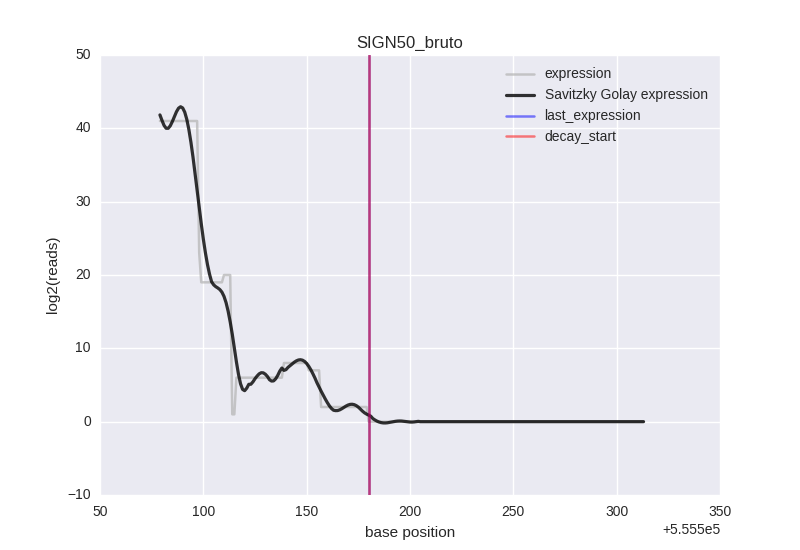 SIGN50_bruto
50
40
30
20
10
0
−10
log2(reads)
expression
Savitzky Golay expression
last_expression
decay_start
50
100
150
200
250
300
350
base position
+5.555e5